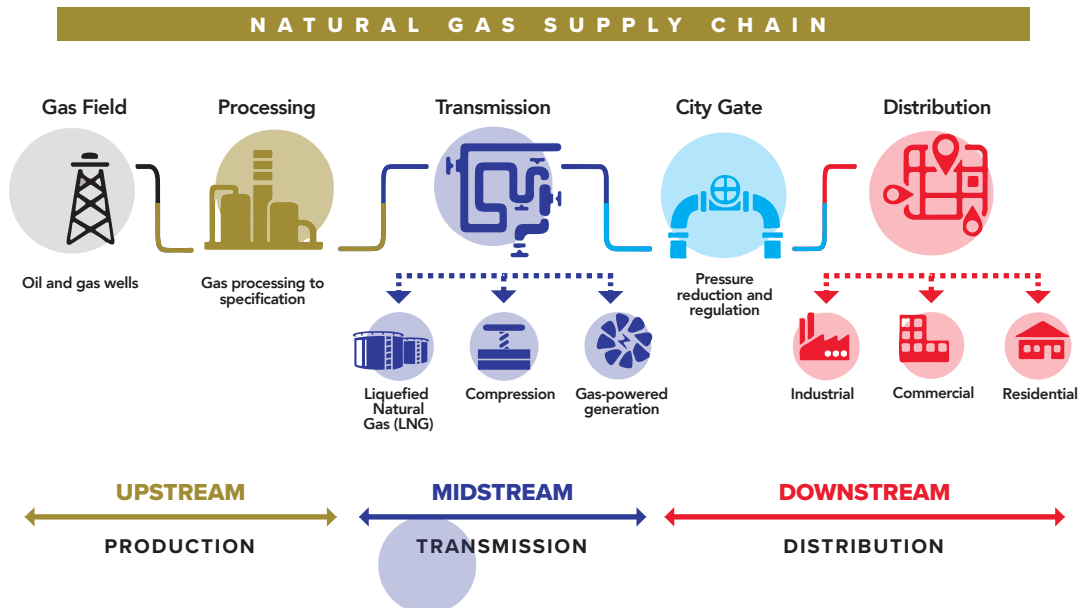 NATURAL GAS SUPPLY CHAIN
Gas Field
Processing
Transmission
City Gate
Distribution
Oil and gas wells
Gas processing to
specification
Pressure
reduction and
regulation
Liquefied
Natural
Gas (LNG)
Compression
Gas-powered
generation
Industrial
Commercial
Residential
UPSTREAM
MIDSTREAM
DOWNSTREAM
PRODUCTION
TRANSMISSION
DISTRIBUTION